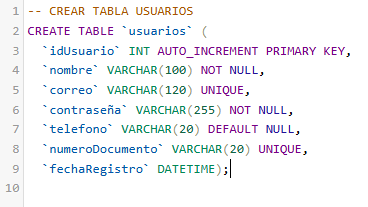 1 -- CREAR TABLA USUARIOS
2 CREATE TABLE `usuarios` (
3 `idUsuario` INT AUTO_INCREMENT PRIMARY KEY,
4 `nombre` VARCHAR(100) NOT NULL,
5 `correo` VARCHAR(120) UNIQUE,
6 `contraseña` VARCHAR(255) NOT NULL,
7 `telefono` VARCHAR(20) DEFAULT NULL,
8 `numeroDocumento` VARCHAR(20) UNIQUE,
9 `fechaRegistro` DATETIME);
10